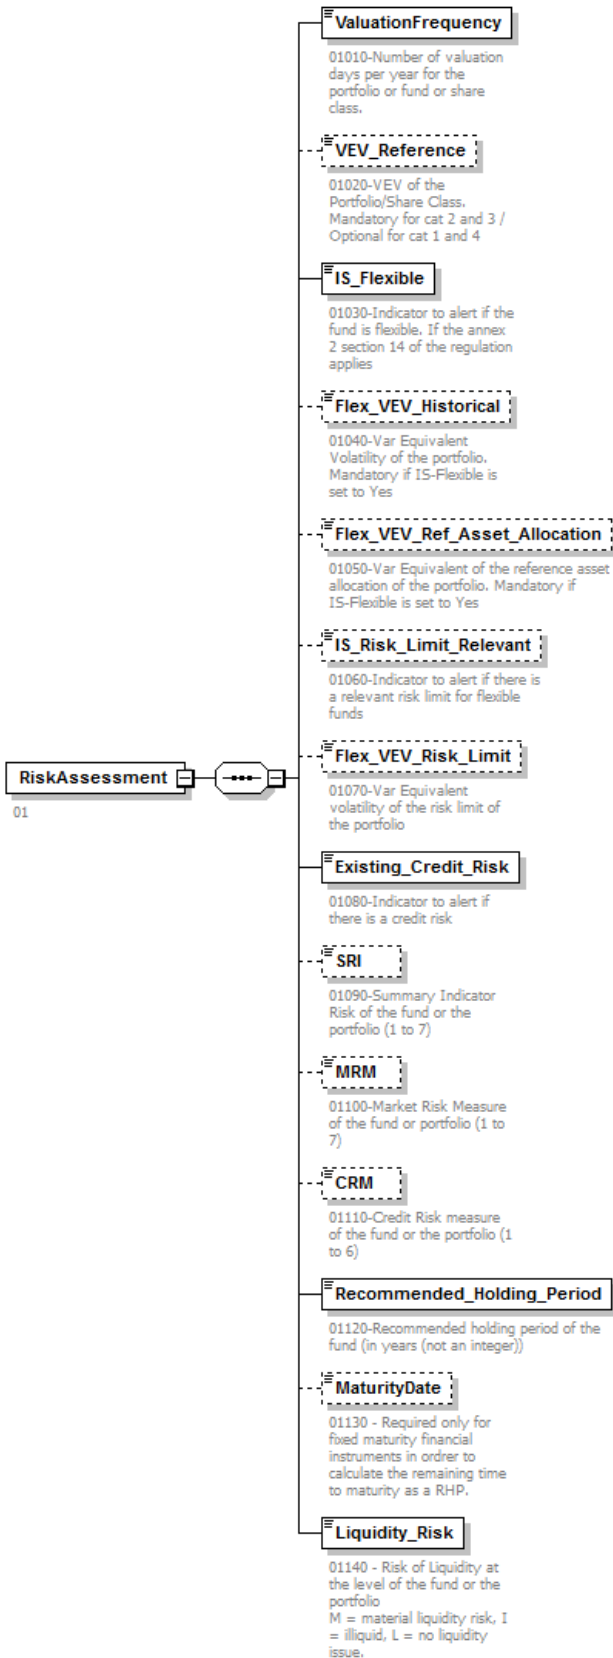 ValuationFrequency
01010-Number of valuation
days per year for the
portfolio or fund or share
class.
VEV_Reference
01020-VEV of the
Portfolio/Share Class.
Mandatory for cat 2 and 3 /
Optional for cat 1 and 4
IS_Flexible
01030-Indicator to alert if the
fund is flexible. If the annex
2 section 14 of the regulation
applies
Flex_VEV_Historical
01040-Var Equivalent
Volatility of the portfolio.
Mandatory if IS-Flexible is
set to Yes
Flex_VEV_Ref_Asset_Allocation
01050-Var Equivalent of the reference asset
allocation of the portfolio. Mandatory if
IS-Flexible is set to Yes
IS_Risk_Limit_Relevant
01060-Indicator to alert if there is
a relevant risk limit for flexible
funds
Flex_VEV_Risk_Limit
01070-Var Equivalent
volatility of the risk limit of
the portfolio
RiskAssessment
01
Existing_Credit_Risk
01080-Indicator to alert if
there is a credit risk
SRI
01090-Summary Indicator
Risk of the fund or the
portfolio (1 to 7)
MRM
01100-Market Risk Measure
of the fund or portfolio (1 to
7)
CRM
01110-Credit Risk measure
of the fund or the portfolio (1
to 6)
Recommended_Holding_Period
01120-Recommended holding period of the
fund (in years (not an integer))
MaturityDate
01130 - Required only for
fixed maturity financial
instruments in ordrer to
calculate the remaining time
to maturity as a RHP.
Liquidity_Risk
01140 - Risk of Liquidity at
the level of the fund or the
portfolio
M = material liquidity risk, I
= illiquid, L = no liquidity
issue.